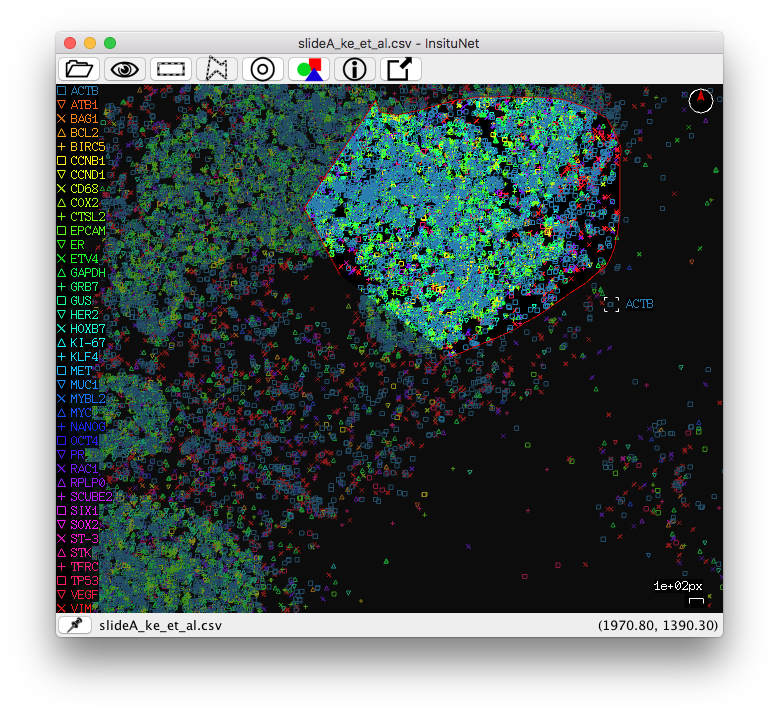 slideA_ke_et_al.csv - InsituNet
ACTB
ATB1
BAG1
BCL2
BIRC5
CCNB1
CCND1
CD68
COX2
CTSL2
EPCAM
ER
ETV4
GAPDH
GRB7
GUS
HER2
HOXB7
KI-67
KLF4
MET
MUC1
MYBL2
MYC
NANOG
OCT4
PR
RAC1
RPLP0
SCUBE2
SIX1
SOX2
ST-3
STK
TFRC
TP53
VEGF
VIM
ACTB
1e+02px
slideA_ke_et_al.csv
(1970.80, 1390.30)